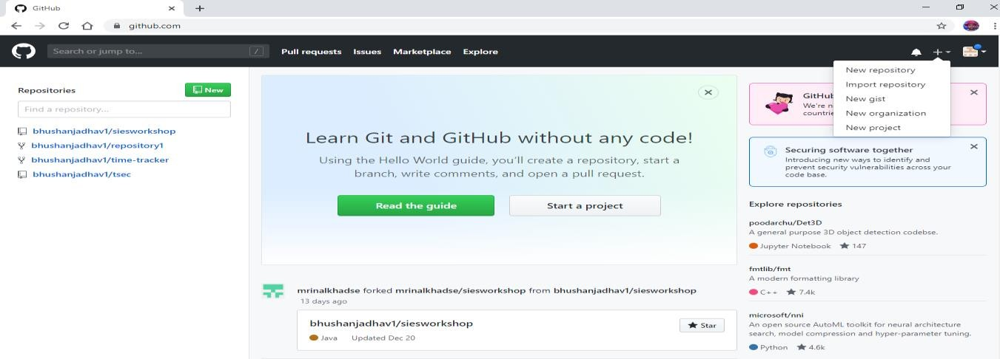 GitHub
github.com
Search or jump to...
/
Pull requests Issues Marketplace Explore
New repository
Import repository
New gist
New organization
New project
Repositories
New
Find a repository...
bhushanjadhav1/siesworkshop
bhushanjadhav1/repository1
bhushanjadhav1/time-tracker
bhushanjadhav1/tsec
Learn Git and GitHub without any code!
Using the Hello World guide, you’ll create a repository, start a
branch, write comments, and open a pull request.
Read the guide
Start a project
mrinalkhadse forked mrinalkhadse/siesworkshop from bhushanjadhav1/siesworkshop
13 days ago
bhushanjadhav1/siesworkshop
Star
Java Updated Dec 20
We're
Securing software together
Introducing new ways to identify and
prevent security vulnerabilities across your
code base.
Explore repositories
poodarchu/Det3D
A general purpose 3D object detection codebse.
Jupyter Notebook 147
fmtlib/fmt
A modern formatting library
C++ 7.4k
microsoft/nni
An open source AutoML toolkit for neural architecture
search, model compression and hyper-parameter tuning.
Python 4.6k